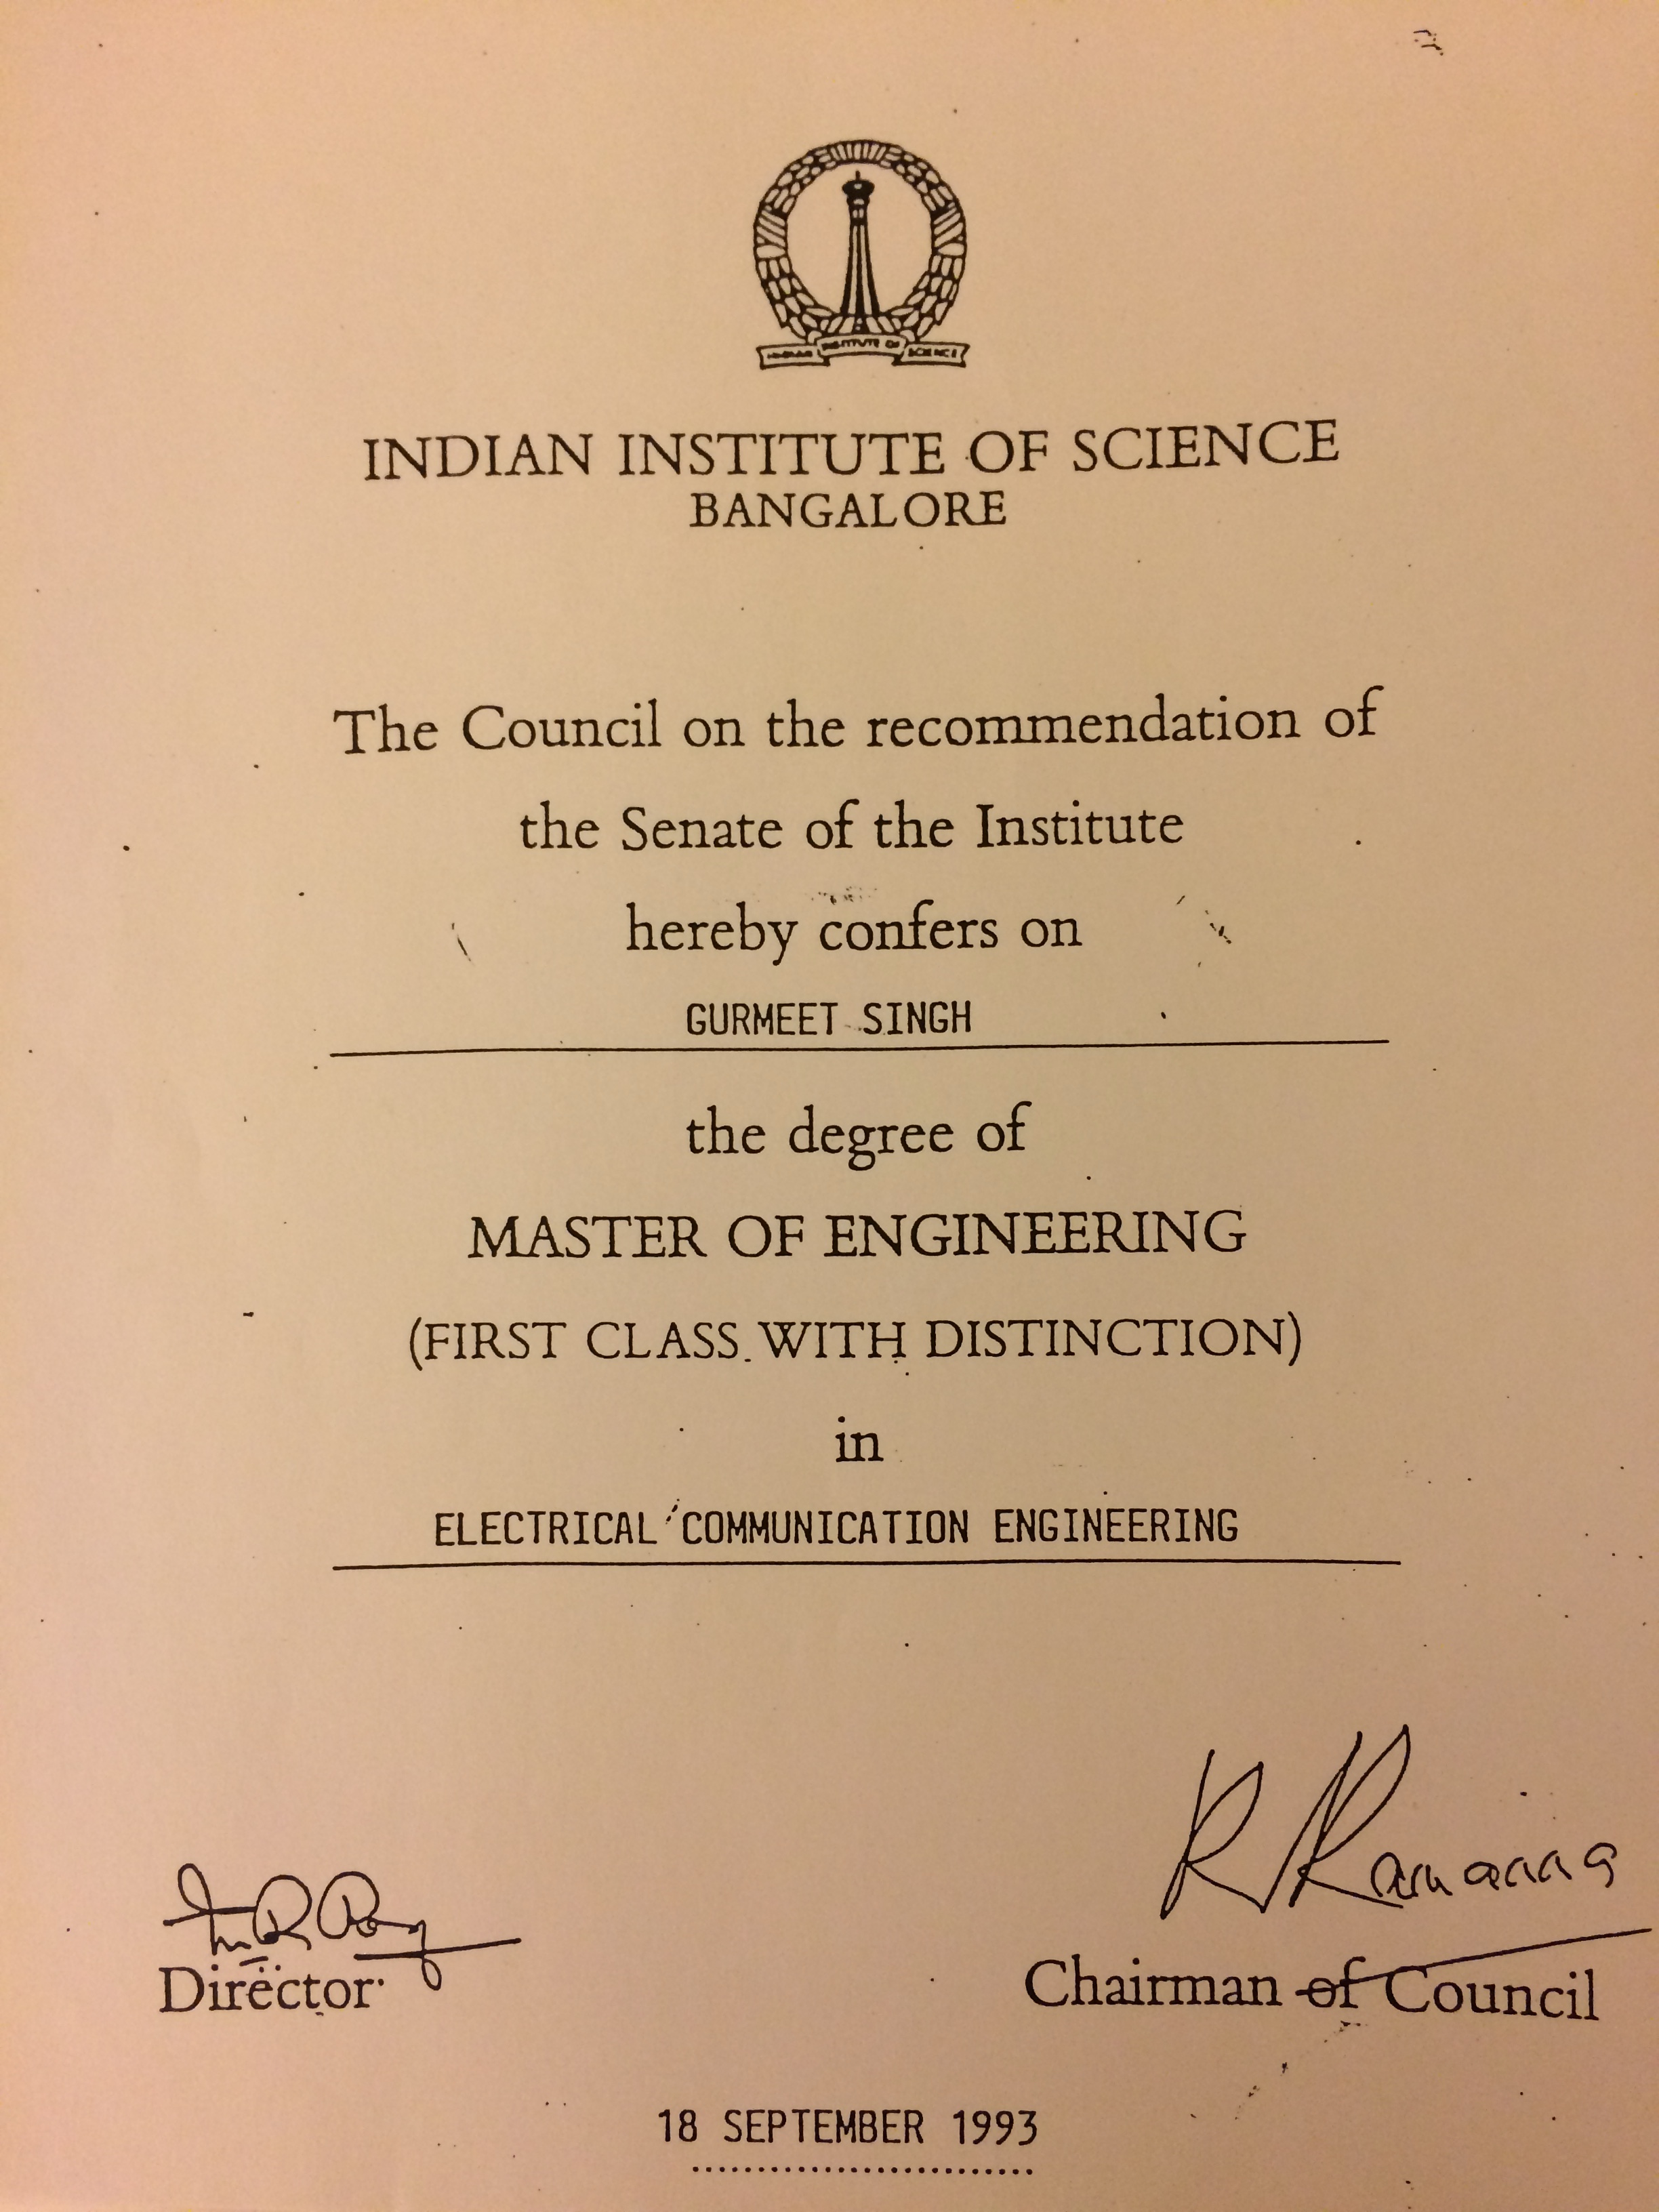 INDIAN INSTITUTE OF SCIENCE
INDIAN INSTITUTE OF SCIENCE
BANGALORE
The Council on the recommendation of
the Senate of the Institute
hereby confers on
GURMEET SINGH
the degree of
MASTER OF ENGINEERING
(FIRST CLASS WITH DISTINCTION)
in
ELECTRICAL COMMUNICATION ENGINEERING
Director
Chairman of Council
18 SEPTEMBER 1993